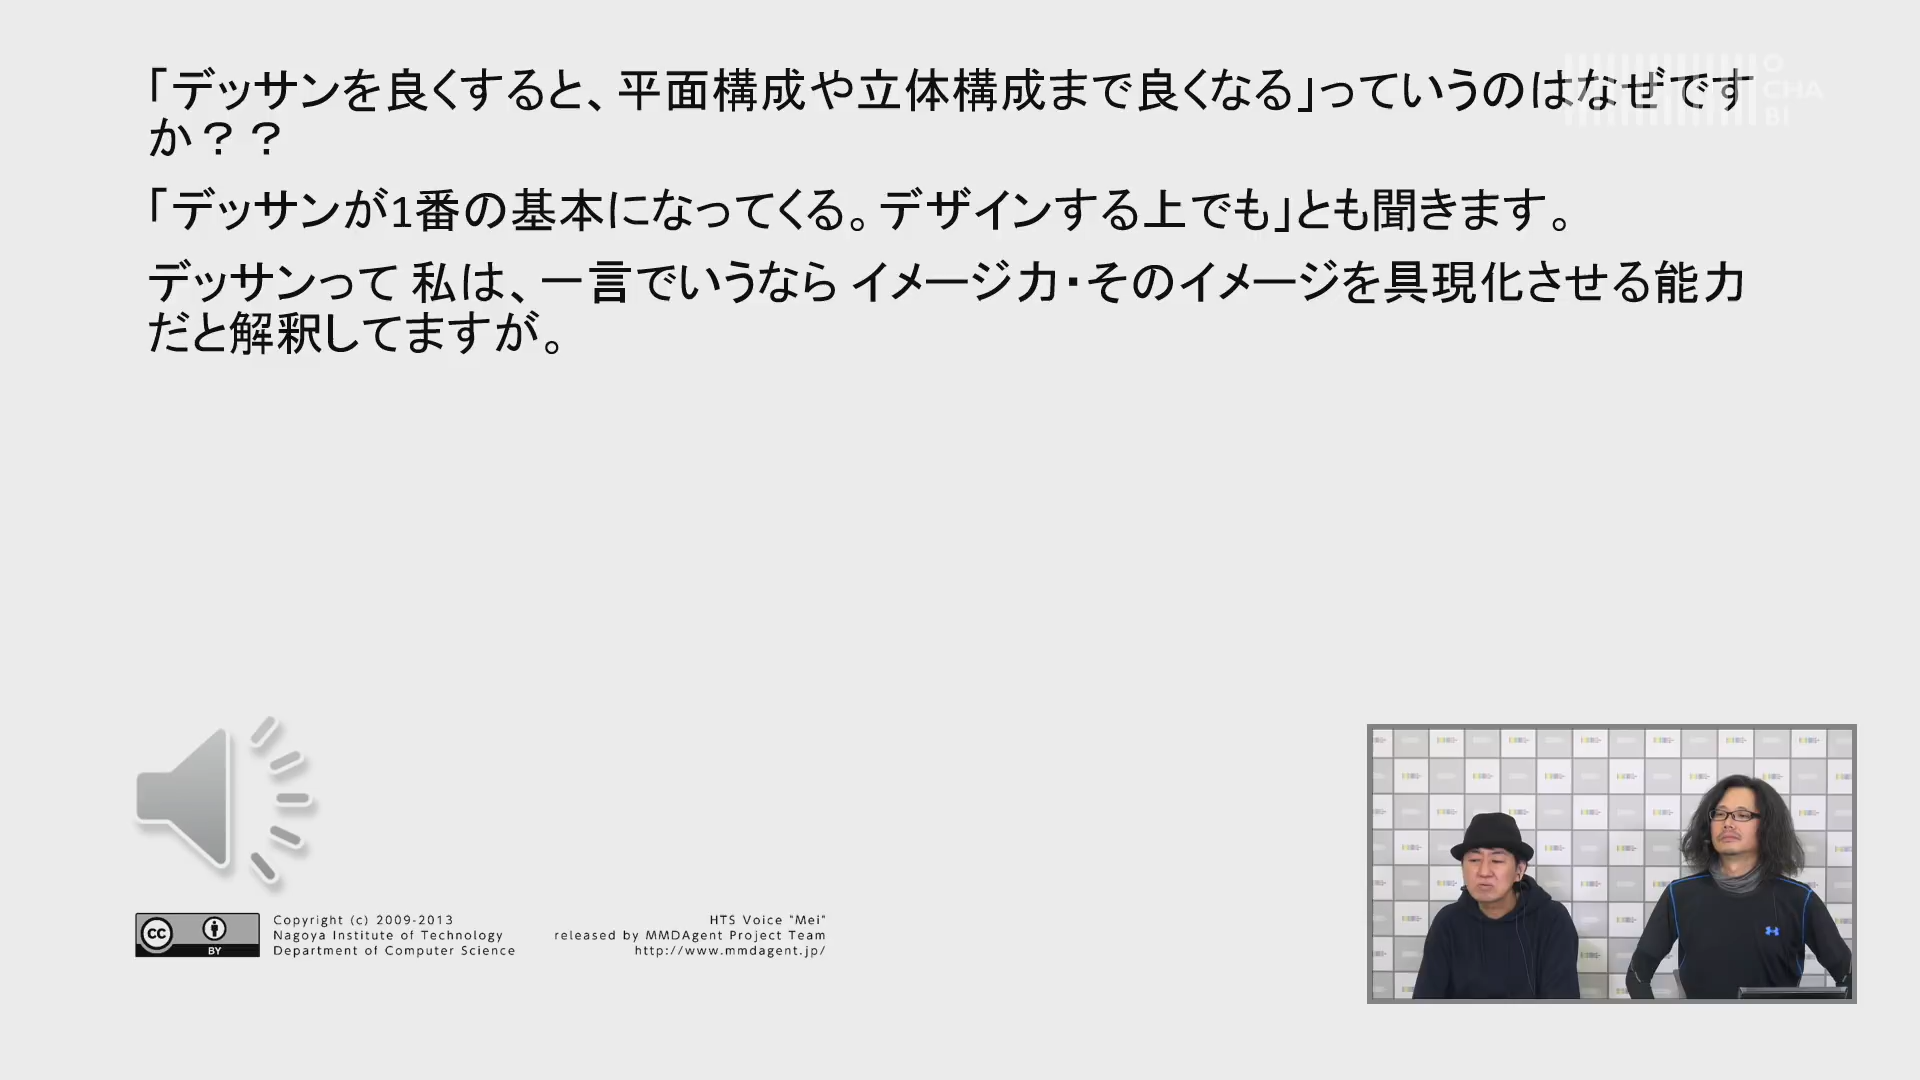 「デッサンを良くすると、平面構成や立体構成まで良くなる」っていうのはなぜです
か？？
「デッサンが1番の基本になってくる。デザインする上でも」とも聞きます。
デッサンって 私は、一言でいうなら イメージ力・そのイメージを具現化させる能力
だと解釈してますが。
O
CHA
BI
CC
BY
Copyright (c) 2009-2013
Nagoya Institute of Technology
Department of Computer Science
HTS Voice "Mei"
released by MMDAgent Project Team
http://www.mmdagent.jp/